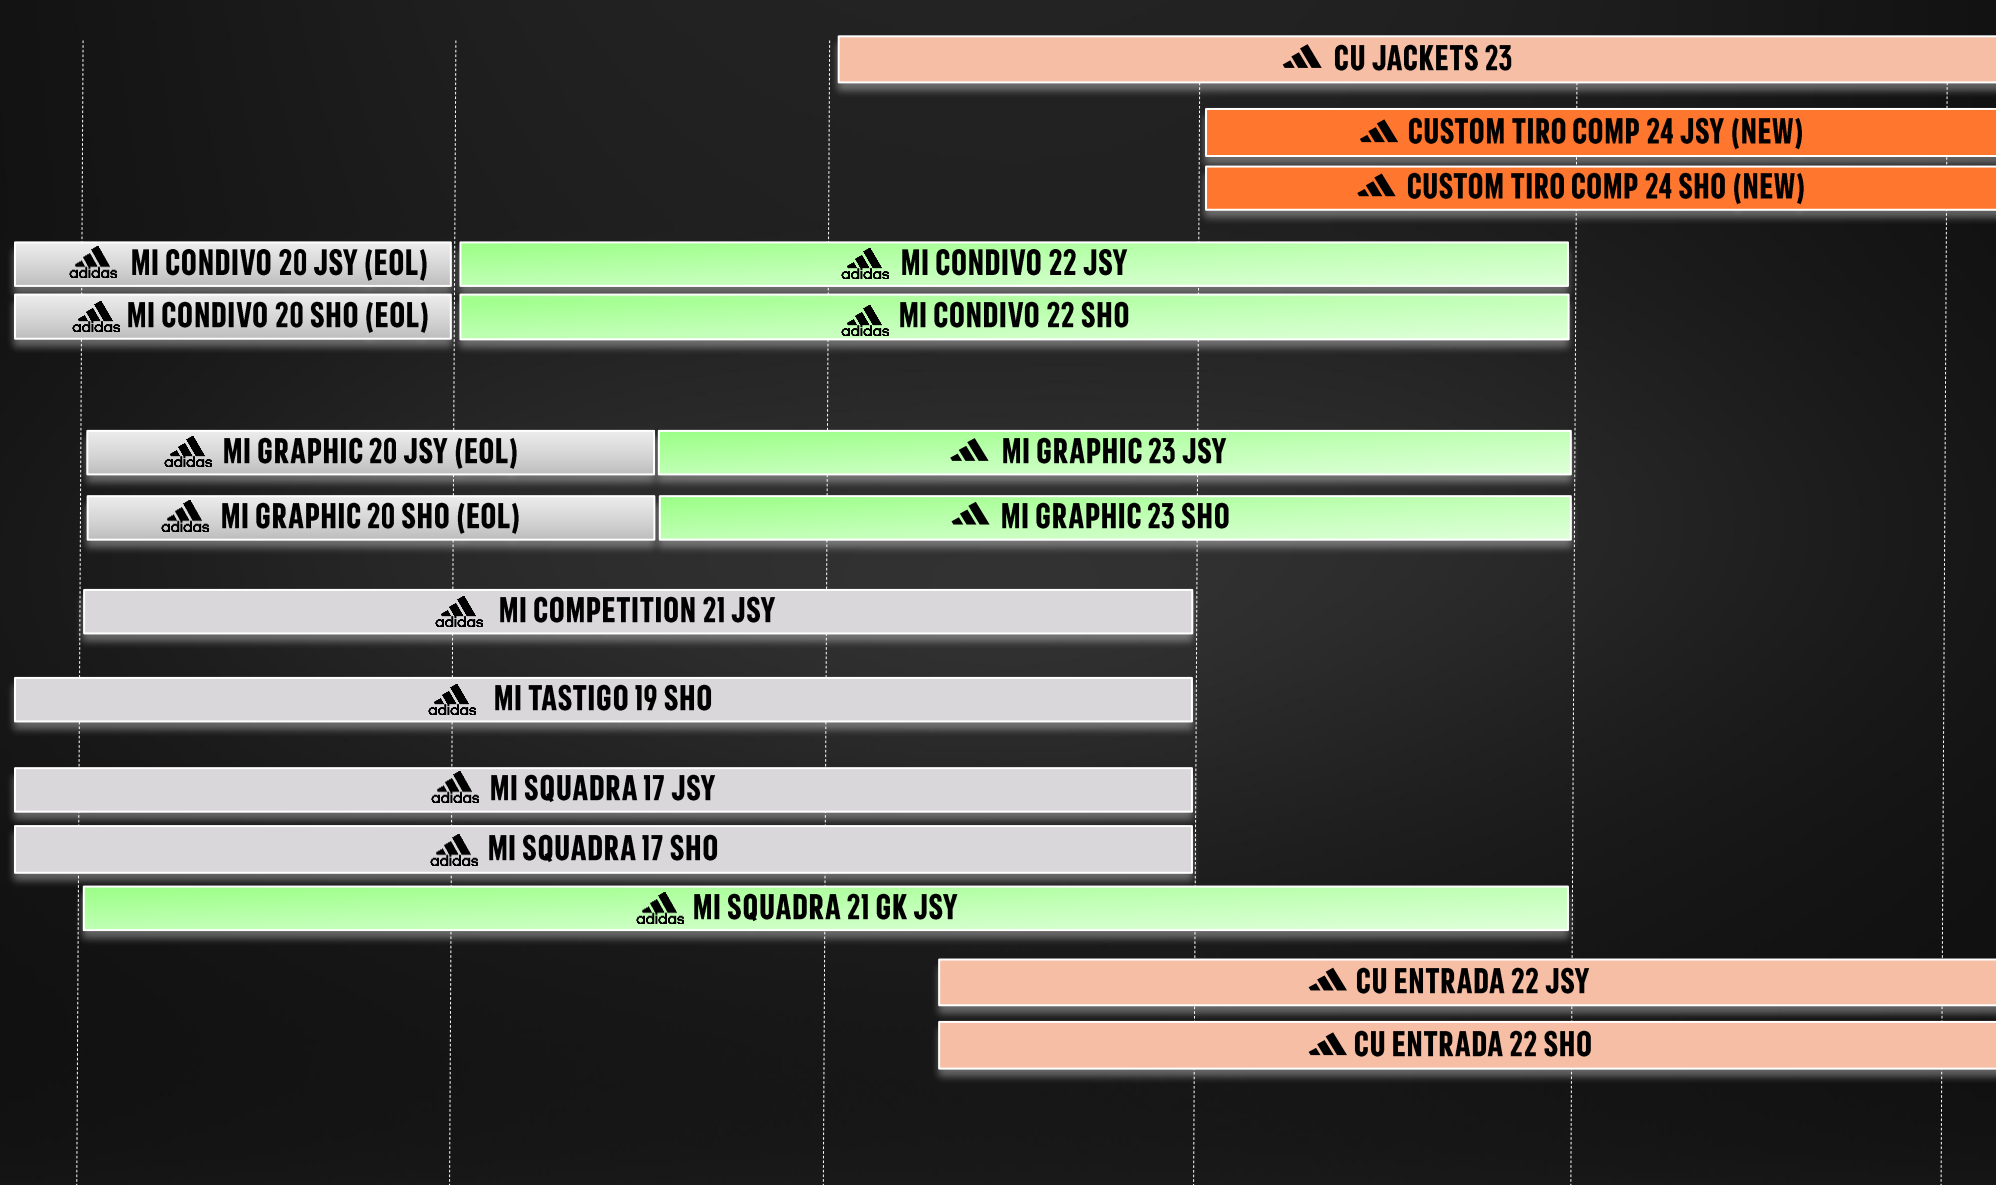 CU JACKETS 23
CUSTOM TIRO COMP 24 JSY (NEW)
CUSTOM TIRO COMP 24 SHO (NEW)
adidas MI CONDIVO 20 JSY (EOL)
adidas MI CONDIVO 22 JSY
adidas MI CONDIVO 20 SHO (EOL)
adidas MI CONDIVO 22 SHO
adidas MI GRAPHIC 20 JSY (EOL)
MI GRAPHIC 23 JSY
adidas MI GRAPHIC 20 SHO (EOL)
MI GRAPHIC 23 SHO
adidas MI COMPETITION 21 JSY
adidas MI TASTIGO 19 SHO
adidas MI SQUADRA 17 JSY
adidas MI SQUADRA 17 SHO
adidas MI SQUADRA 21 GK JSY
CU ENTRADA 22 JSY
CU ENTRADA 22 SHO